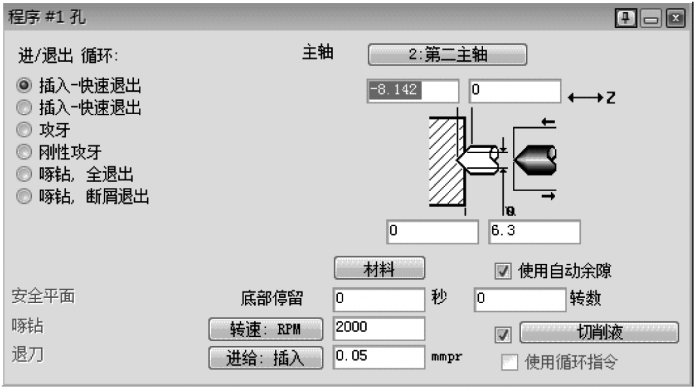 程序 #1 孔
进/退出 循环:
主轴
2:第二主轴
插入-快速退出
插入-快速退出
攻牙
刚性攻牙
啄钻, 全退出
啄钻, 断屑退出
-8.142
0
Z
0
6.3
材料
使用自动余隙
安全平面
底部停留
0
秒
0
转数
啄钻
转速: RPM
2000
切削液
退刀
进给: 插入
0.05
mmpr
使用循环指令